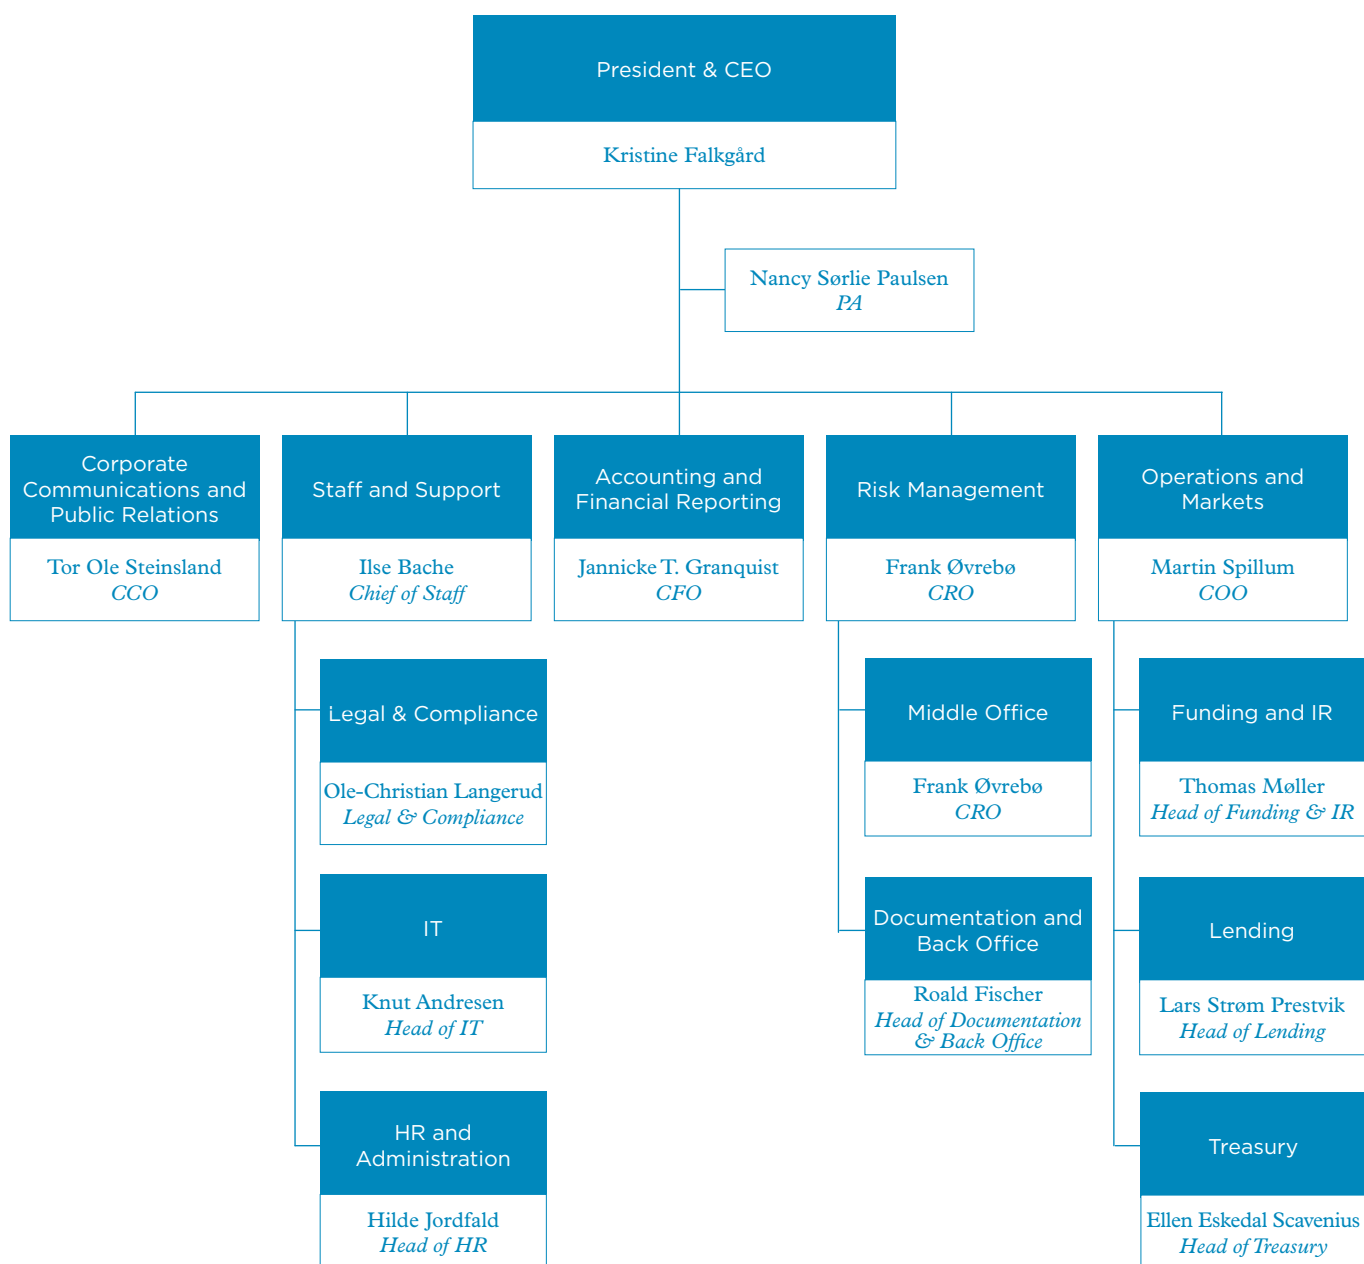 President & CEO
Kristine Falkgård
Nancy Sørlie Paulsen
PA
Corporate
Communications and
Public Relations
Tor Ole Steinsland
CCO
Staff and Support
Ilse Bache
Chief of Staff
Accounting and
Financial Reporting
Jannicke T. Granquist
CFO
Risk Management
Frank Øvrebø
CRO
Operations and
Markets
Martin Spillum
COO
Legal & Compliance
Ole-Christian Langerud
Legal & Compliance
IT
Knut Andresen
Head of IT
HR and
Administration
Hilde Jordfald
Head of HR
Middle Office
Frank Øvrebø
CRO
Documentation and
Back Office
Roald Fischer
Head of Documentation
& Back Office
Funding and IR
Thomas Møller
Head of Funding & IR
Lending
Lars Strøm Prestvik
Head of Lending
Treasury
Ellen Eskedal Scavenius
Head of Treasury